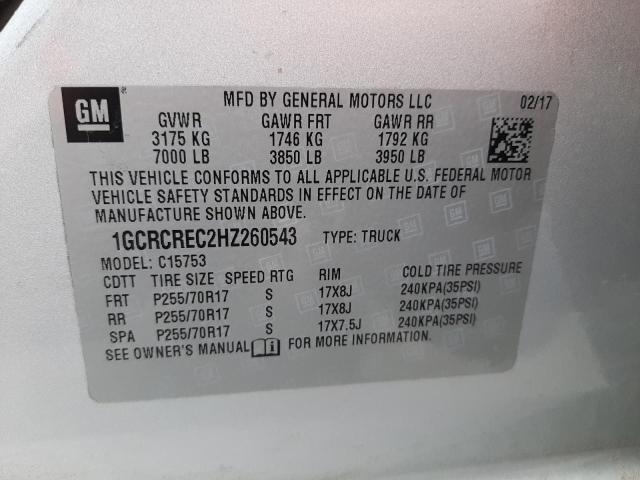 GM
MFD BY GENERAL MOTORS LLC 02/17
GVWR GAWR FRT GAWR RR
3175 KG 1746 KG 1792 KG
7000 LB 3850 LB 3950 LB
THIS VEHICLE CONFORMS TO ALL APPLICABLE U.S. FEDERAL MOTOR
VEHICLE SAFETY STANDARDS IN EFFECT ON THE DATE OF
MANUFACTURE SHOWN ABOVE.
1GCRCREC2HZ260543 TYPE: TRUCK
MODEL: C15753
CDTT TIRE SIZE SPEED RTG RIM COLD TIRE PRESSURE
FRT P255/70R17 S 17X8J 240KPA(35PSI)
RR P255/70R17 S 17X8J 240KPA(35PSI)
SPA P255/70R17 S 17X7.5J 240KPA(35PSI)
SEE OWNER'S MANUAL FOR MORE INFORMATION.